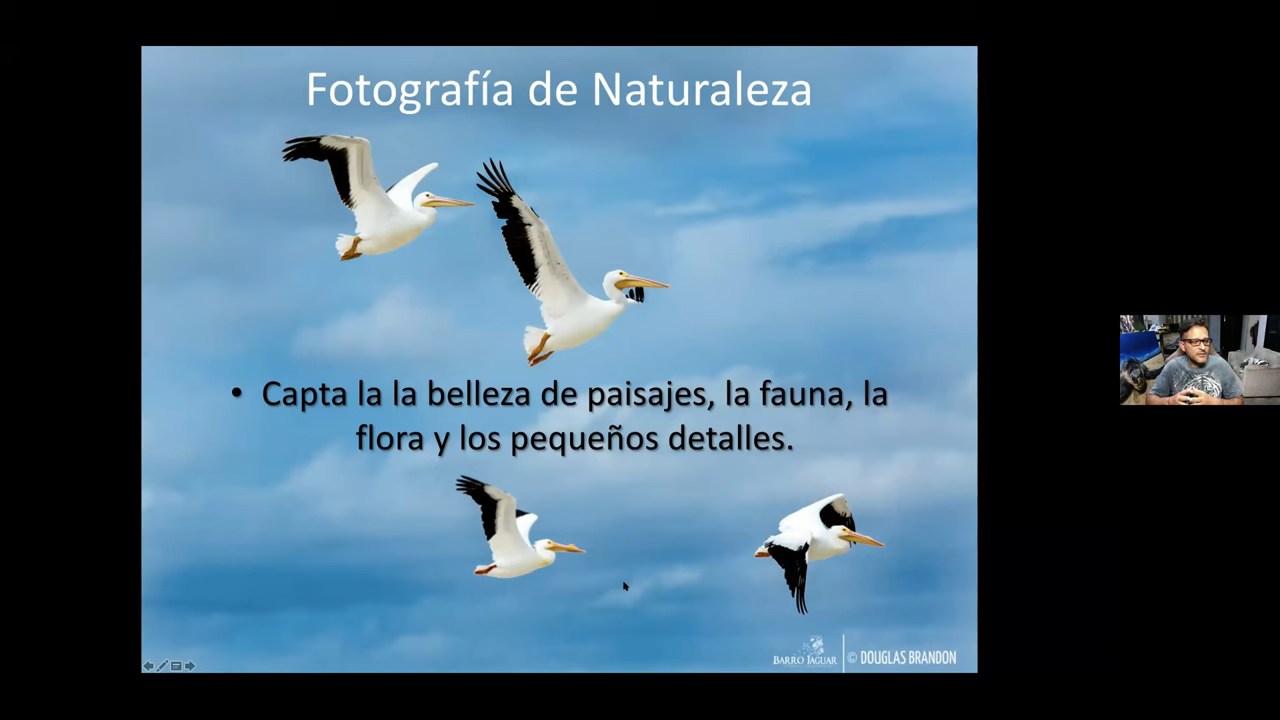 Fotografía de Naturaleza
• Capta la la belleza de paisajes, la fauna, la
flora y los pequeños detalles.
BARRO JAGUAR
© DOUGLAS BRANDON